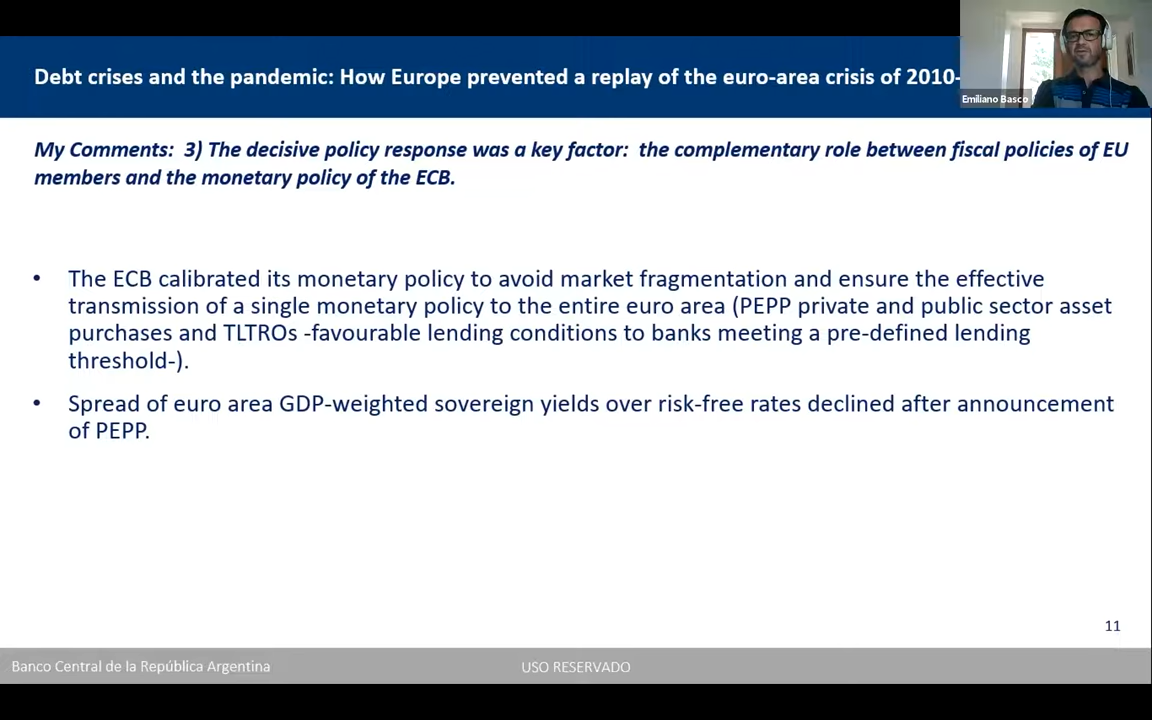 Debt crises and the pandemic: How Europe prevented a replay of the euro-area crisis of 2010-
Emiliano Basco
My Comments: 3) The decisive policy response was a key factor: the complementary role between fiscal policies of EU
members and the monetary policy of the ECB.
• The ECB calibrated its monetary policy to avoid market fragmentation and ensure the effective
transmission of a single monetary policy to the entire euro area (PEPP private and public sector asset
purchases and TLTROs -favourable lending conditions to banks meeting a pre-defined lending
threshold-).
• Spread of euro area GDP-weighted sovereign yields over risk-free rates declined after announcement
of PEPP.
11
Banco Central de la República Argentina
USO RESERVADO